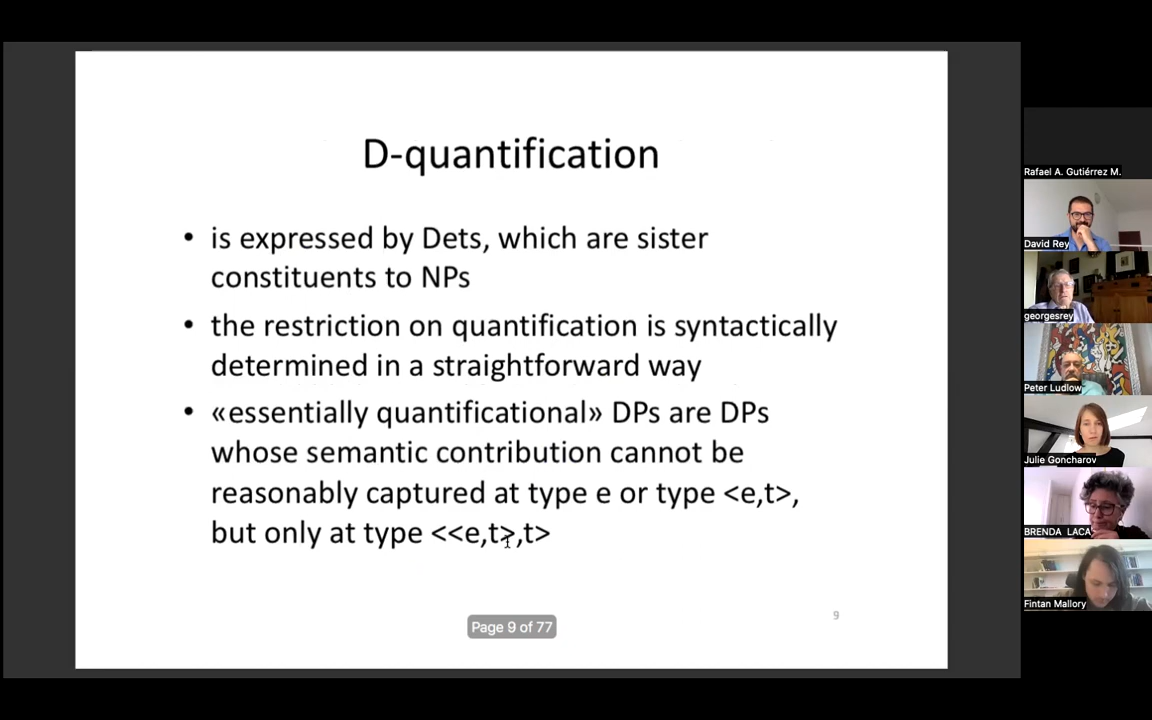 D-quantification
• is expressed by Dets, which are sister
constituents to NPs
• the restriction on quantification is syntactically
determined in a straightforward way
• «essentially quantificational» DPs are DPs
whose semantic contribution cannot be
reasonably captured at type e or type <e,t>,
but only at type <<e,t>,t>
9
Page 9 of 77
Rafael A. Gutiérrez M.
David Rey
georgesrey
Peter Ludlow
Julie Goncharov
BRENDA LACA
Fintan Mallory